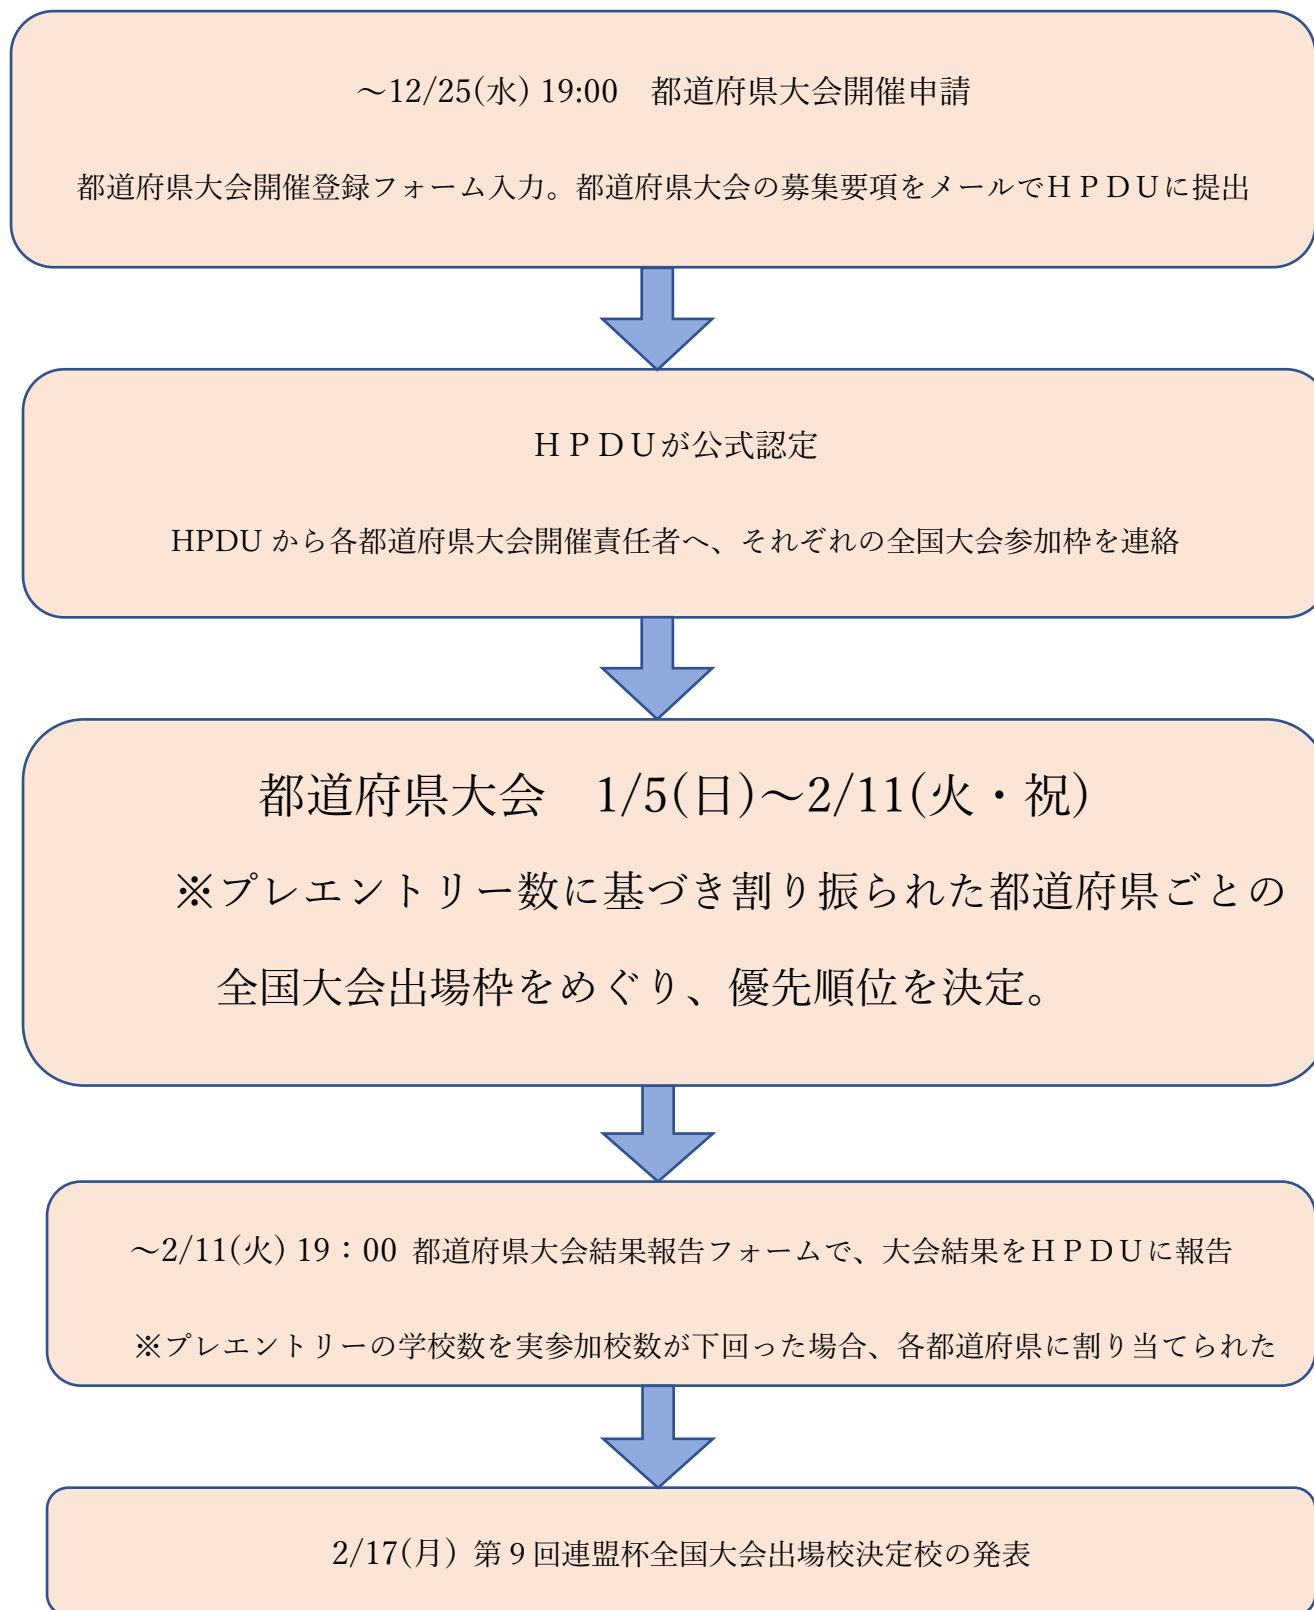 ～12/25(水) 19:00　都道府県大会開催申請
都道府県大会開催登録フォーム入力。都道府県大会の募集要項をメールでＨＰＤＵに提出
ＨＰＤＵが公式認定
HPDU から各都道府県大会開催責任者へ、それぞれの全国大会参加枠を連絡
都道府県大会　1/5(日)～2/11(火・祝)
※プレエントリー数に基づき割り振られた都道府県ごとの
全国大会出場枠をめぐり、優先順位を決定。
～2/11(火) 19：00 都道府県大会結果報告フォームで、大会結果をＨＰＤＵに報告
※プレエントリーの学校数を実参加校数が下回った場合、各都道府県に割り当てられた
2/17(月) 第９回連盟杯全国大会出場校決定校の発表